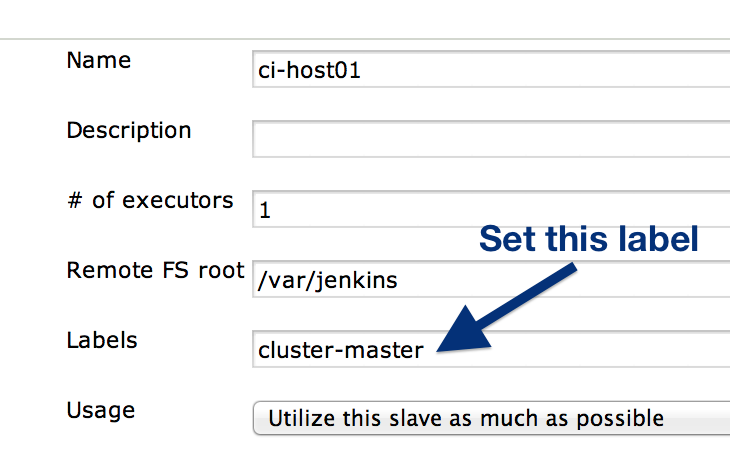 Name
ci-host01
Description
# of executors
1
Set this label
Remote FS root
/var/jenkins
Labels
cluster-master
Usage
Utilize this slave as much as possible